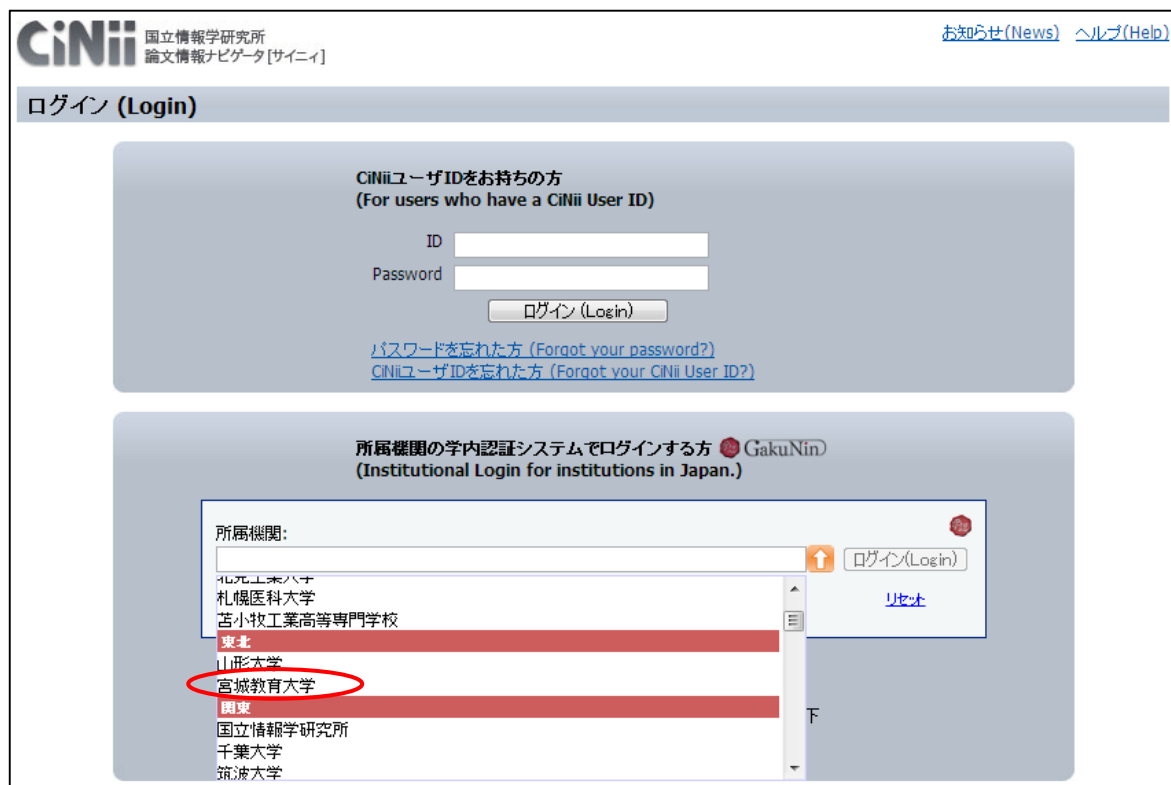 CiNii 国立情報学研究所
論文情報ナビゲータ[サイニィ]
お知らせ(News) ヘルプ(Help)
ログイン (Login)
CiNiiユーザIDをお持ちの方
(For users who have a CiNii User ID)
ID
Password
ログイン (Login)
パスワードを忘れた方 (Forgot your password?)
CiNiiユーザIDを忘れた方 (Forgot your CiNii User ID?)
所属機関の学内認証システムでログインする方 GakuNin
(Institutional Login for institutions in Japan.)
所属機関:
ログイン(Login)
リセット
北見工業大学
札幌医科大学
苫小牧工業高等専門学校
東北
山形大学
宮城教育大学
関東
下
国立情報学研究所
千葉大学
筑波大学